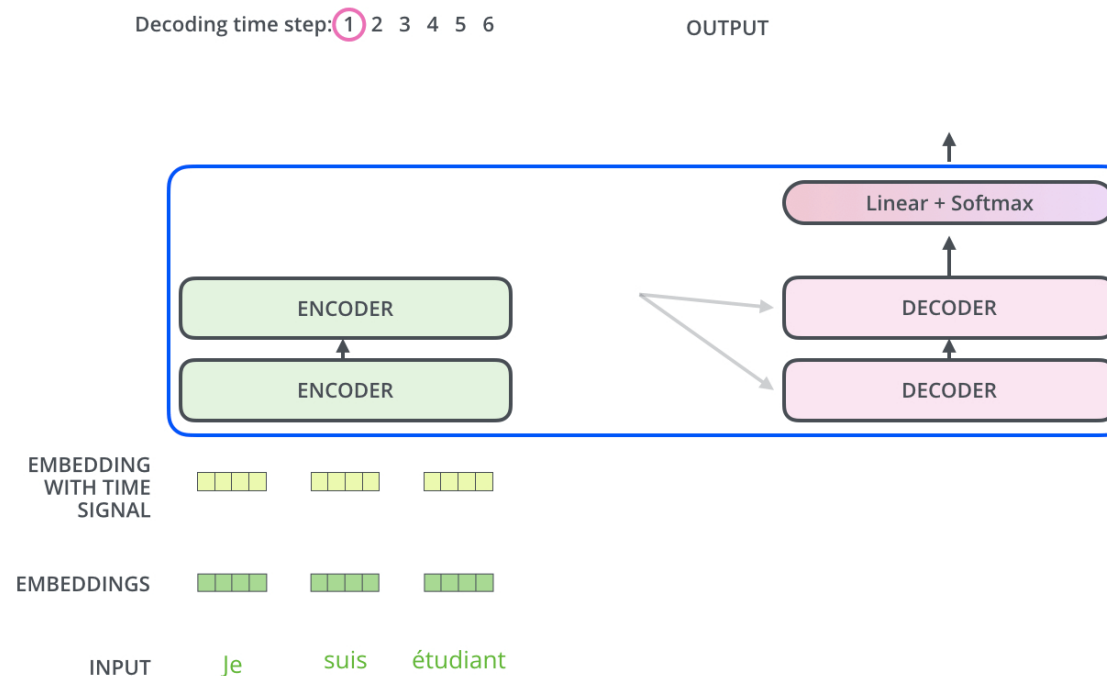 Decoding time step: 1 2 3 4 5 6
OUTPUT
Linear + Softmax
ENCODER
DECODER
ENCODER
DECODER
EMBEDDING
WITH TIME
SIGNAL
EMBEDDINGS
INPUT
Je
suis
étudiant